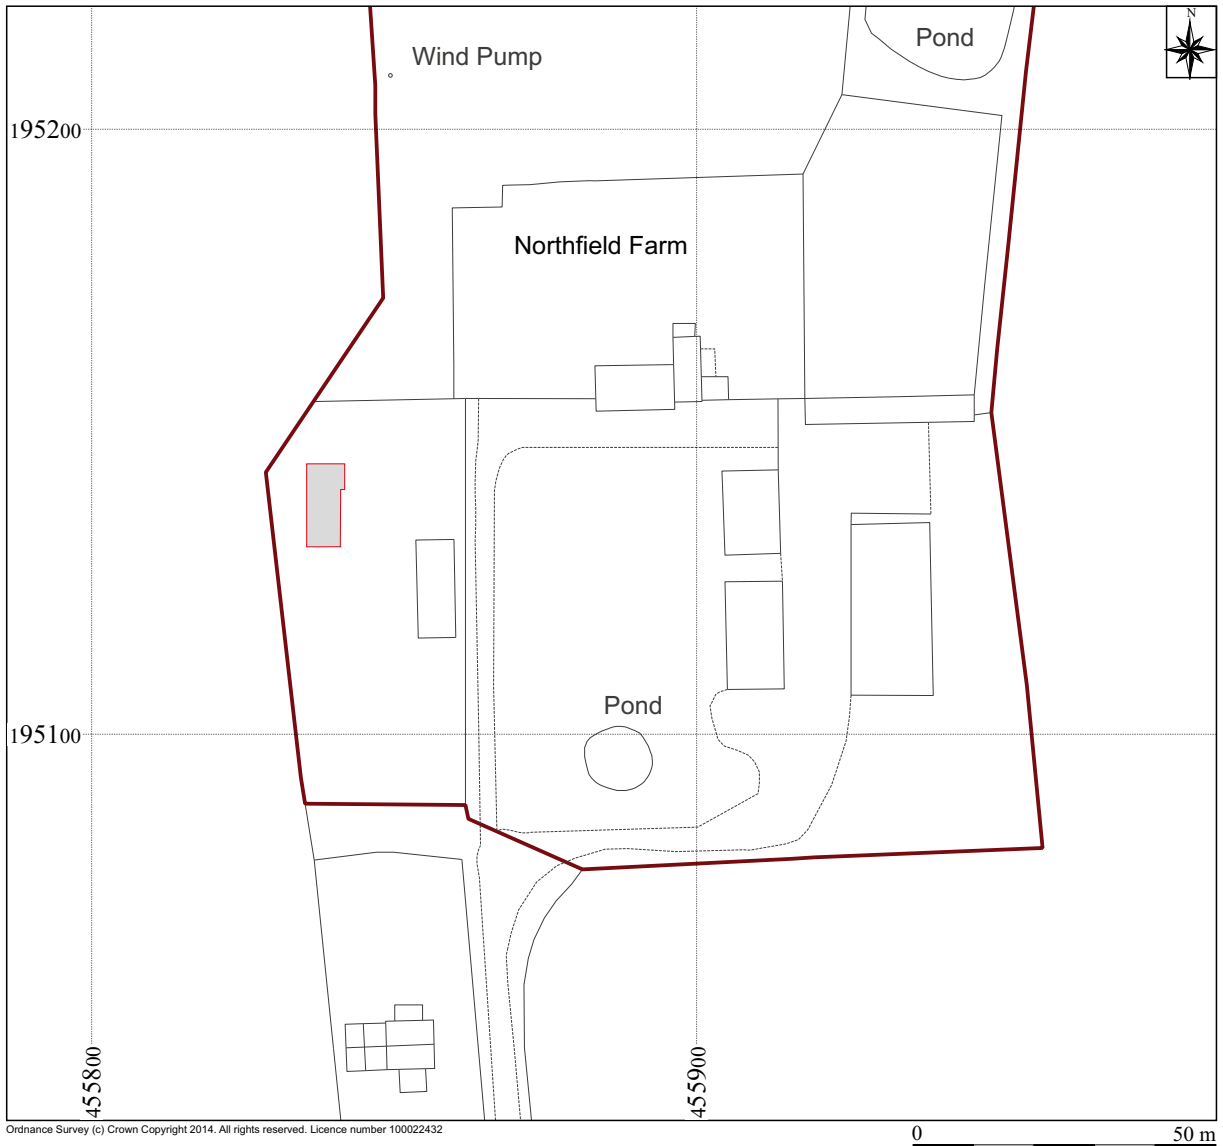 N
Wind Pump
Pond
195200
Northfield Farm
Pond
195100
455800
455900
Ordnance Survey (c) Crown Copyright 2014. All rights reserved. Licence number 100022432
0 50 m